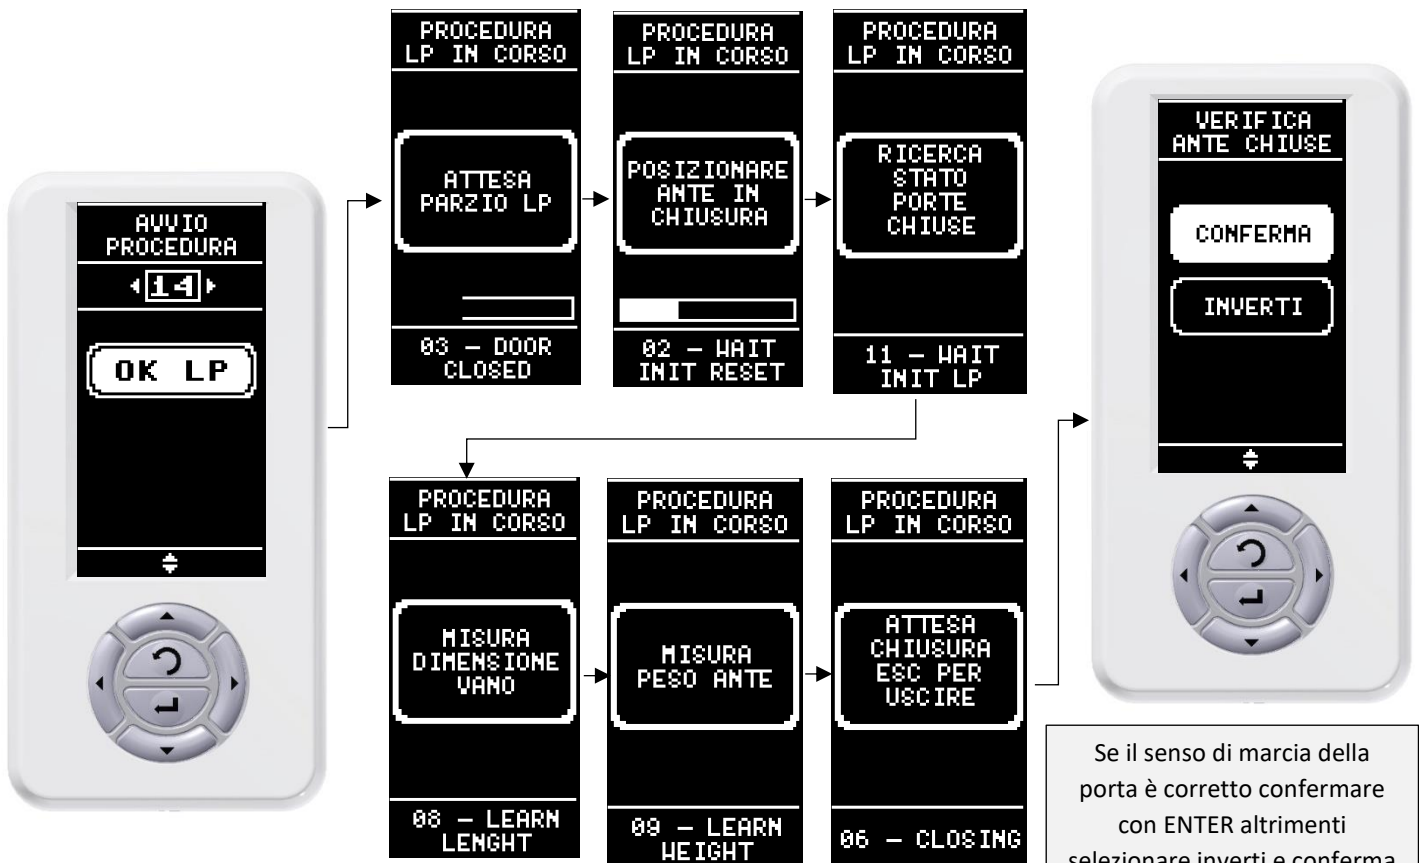 AVVIO
PROCEDURA
14
OK LP
PROCEDURA
LP IN CORSO
ATTESA
PARZIO LP
03 – DOOR
CLOSED
PROCEDURA
LP IN CORSO
POSIZIONARE
ANTE IN
CHIUSURA
02 – WAIT
INIT RESET
PROCEDURA
LP IN CORSO
RICERCA
STATO
PORTE
CHIUSE
11 – WAIT
INIT LP
PROCEDURA
LP IN CORSO
MISURA
DIMENSIONE
VANO
08 – LEARN
LENGHT
PROCEDURA
LP IN CORSO
MISURA
PESO ANTE
09 – LEARN
WEIGHT
PROCEDURA
LP IN CORSO
ATTESA
CHIUSURA
ESC PER
USCIRE
06 – CLOSING
VERIFICA
ANTE CHIUSE
CONFERMA
INVERTI
Se il senso di marcia della
porta è corretto confermare
con ENTER altrimenti
selezionare inverti e conferma